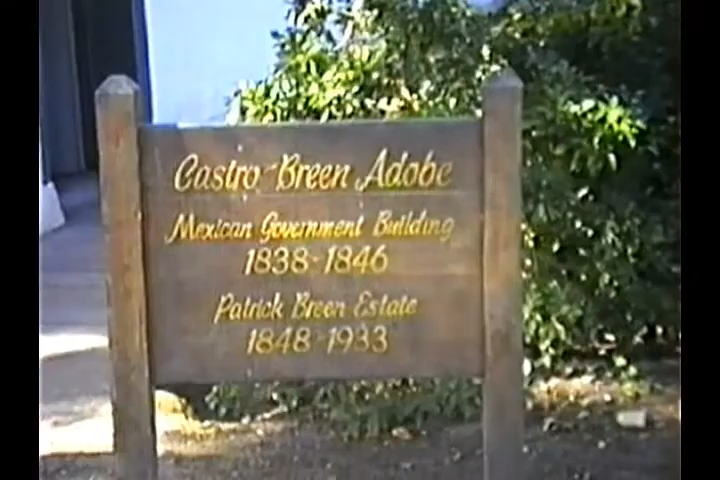 Castro-Breen Adobe
Mexican Government Building
1838-1846
Patrick Breen Estate
1848-1933